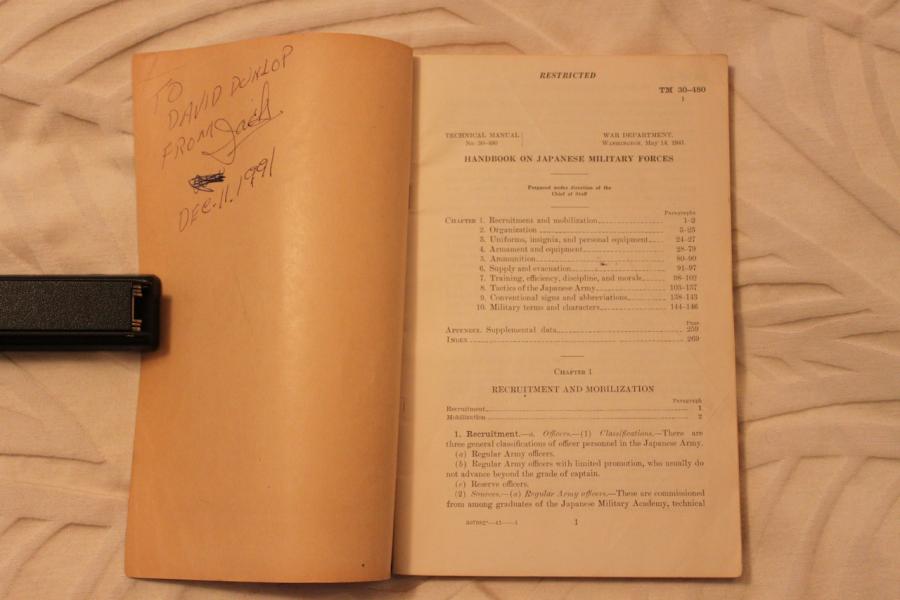 TO
DAVID DUNLOP
FROM Jack
DEC. 11. 1991
RESTRICTED
TM 30-480
1
TECHNICAL MANUAL
No. 30-480
WAR DEPARTMENT,
WASHINGTON, May 14, 1941.
HANDBOOK ON JAPANESE MILITARY FORCES
Prepared under direction of the
Chief of Staff
Paragraphs
CHAPTER 1. Recruitment and mobilization 1-2
2. Organization 3-23
3. Uniforms, insignia, and personal equipment 24-27
4. Armament and equipment 28-79
5. Ammunition 80-90
6. Supply and evacuation 91-97
7. Training, efficiency, discipline, and morale 98-102
8. Tactics of the Japanese Army 103-137
9. Conventional signs and abbreviations 138-143
10. Military terms and characters 144-146
Page
APPENDIX. Supplemental data 259
INDEX 269
CHAPTER 1
RECRUITMENT AND MOBILIZATION
Paragraph
Recruitment 1
Mobilization 2
1. Recruitment.—a. Officers.—(1) Classifications.—There are
three general classifications of officer personnel in the Japanese Army.
(a) Regular Army officers.
(b) Regular Army officers with limited promotion, who usually do
not advance beyond the grade of captain.
(c) Reserve officers.
(2) Sources.—(a) Regular Army officers.—These are commissioned
from among graduates of the Japanese Military Academy, technical
1